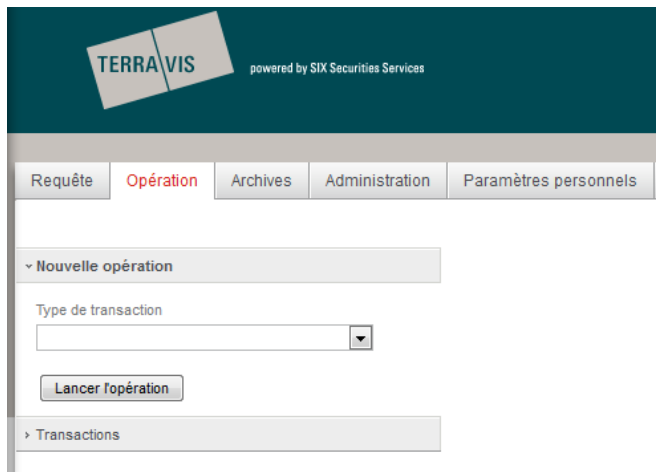 TERRAVIS
powered by SIX Securities Services
Requête Opération Archives Administration Paramètres personnels
Nouvelle opération
Type de transaction
Lancer l'opération
Transactions